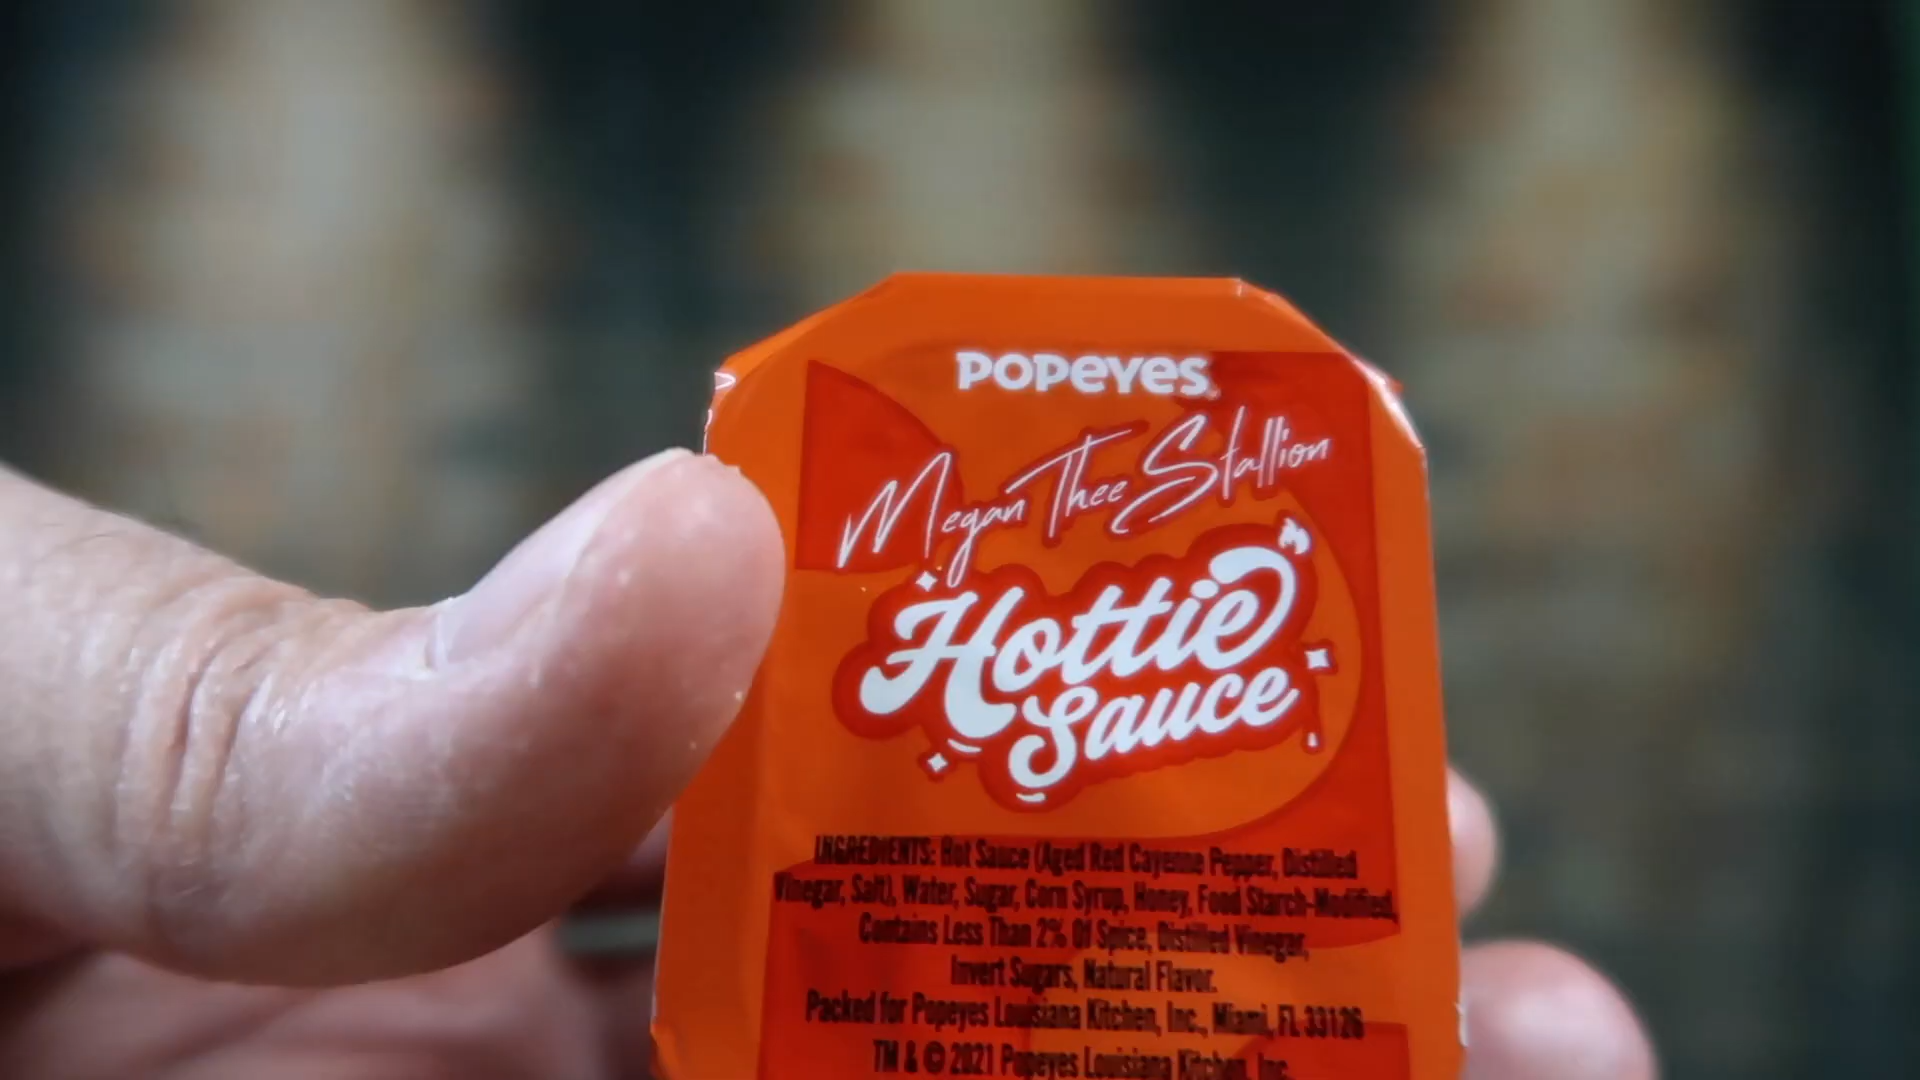 POPEYES
Megan Thee Stallion
Hottie
Sauce
INGREDIENTS: Hot Sauce (Aged Red Cayenne Pepper, Distilled
Vinegar, Salt), Water, Sugar, Corn Syrup, Honey, Food Starch-Modified,
Contains Less Than 2% Of Spice, Distilled Vinegar,
Invert Sugars, Natural Flavor.
Packed for Popeyes Louisiana Kitchen, Inc., Miami, FL 33126
TM & © 2021 Popeyes Louisiana Kitchen, Inc.